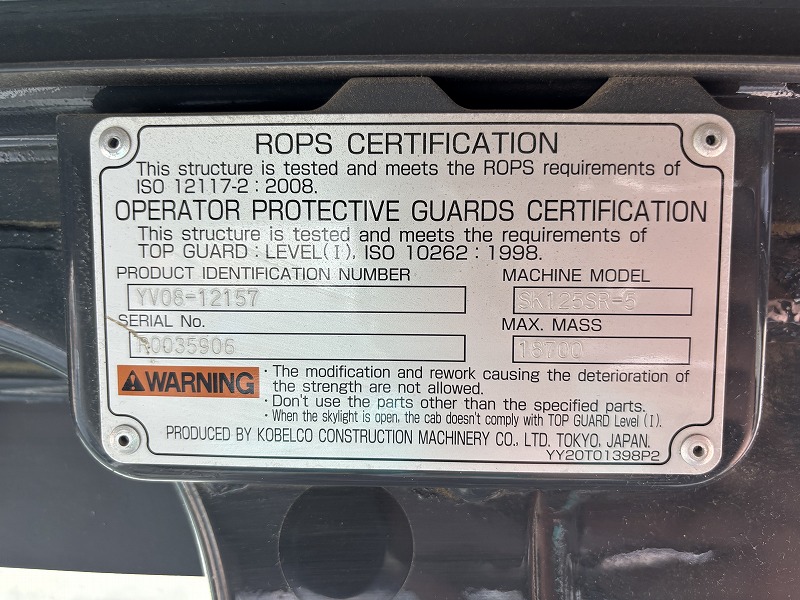 ROPS CERTIFICATION
This structure is tested and meets the ROPS requirements of
ISO 12117-2 : 2008.
OPERATOR PROTECTIVE GUARDS CERTIFICATION
This structure is tested and meets the requirements of
TOP GUARD : LEVEL(I), ISO 10262 : 1998.
PRODUCT IDENTIFICATION NUMBER MACHINE MODEL
YV08-12157 SK125SR-5
SERIAL No. MAX. MASS
R0035906 18700
WARNING
· The modification and rework causing the deterioration of
the strength are not allowed.
· Don't use the parts other than the specified parts.
· When the skylight is open, the cab doesn't comply with TOP GUARD Level (I).
PRODUCED BY KOBELCO CONSTRUCTION MACHINERY CO., LTD. TOKYO, JAPAN.
YY20T01398P2